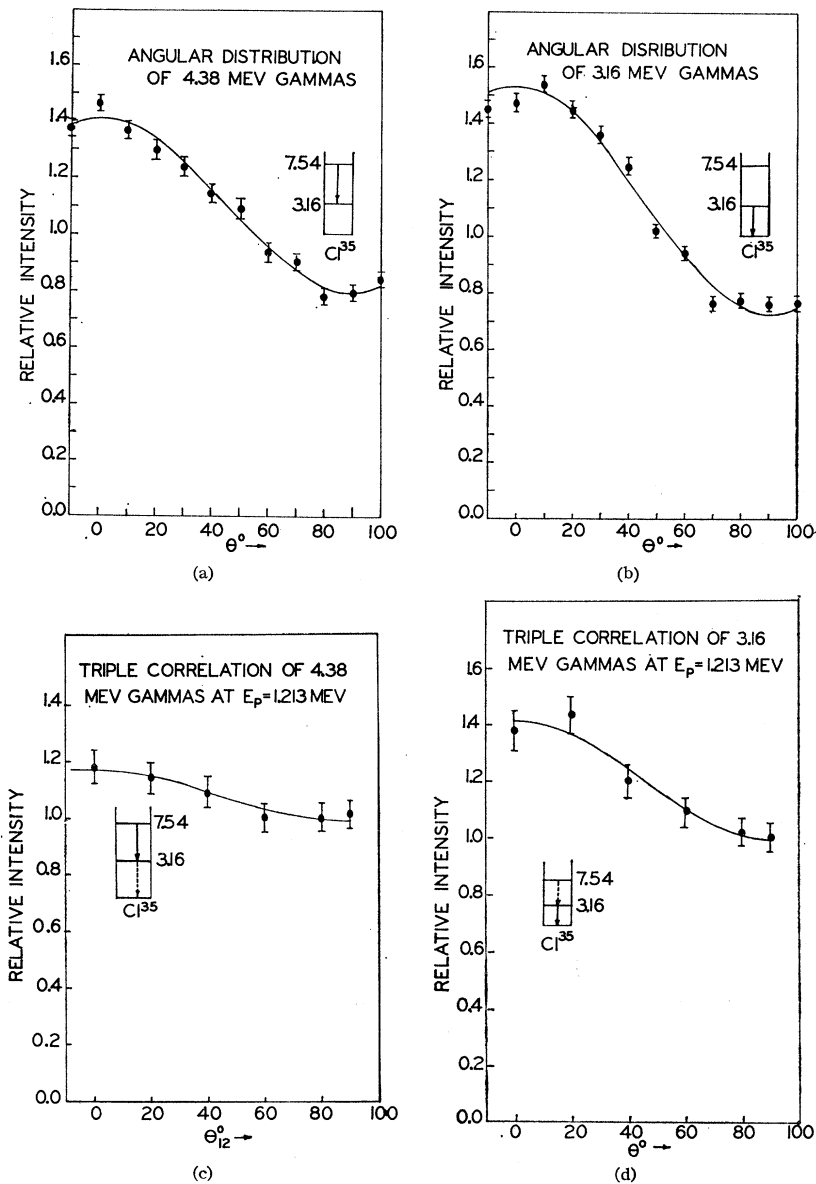 ANGULAR DISTRIBUTION
OF 4.38 MEV GAMMAS
RELATIVE INTENSITY
1.6
1.4
1.2
1.0
0.8
0.6
0.4
0.2
0.0
7.54
3.16
Cl35
0 20 40 60 80 100
θ° →
(a)
ANGULAR DISRIBUTION
OF 3.16 MEV GAMMAS
RELATIVE INTENSITY
1.6
1.4
1.2
1.0
0.8
0.6
0.4
0.2
0.0
7.54
3.16
Cl35
0 20 40 60 80 100
θ° →
(b)
TRIPLE CORRELATION OF 4.38
MEV GAMMAS AT EP=1.213 MEV
RELATIVE INTENSITY
1.4
1.2
1.0
0.8
0.6
0.4
0.2
0.0
7.54
3.16
Cl35
0 20 40 60 80 100
θ°12 →
(c)
TRIPLE CORRELATION OF 3.16
MEV GAMMAS AT EP=1.213 MEV
RELATIVE INTENSITY
1.6
1.4
1.2
1.0
0.8
0.6
0.4
0.2
0.0
7.54
3.16
Cl35
0 20 40 60 80 100
θ° →
(d)